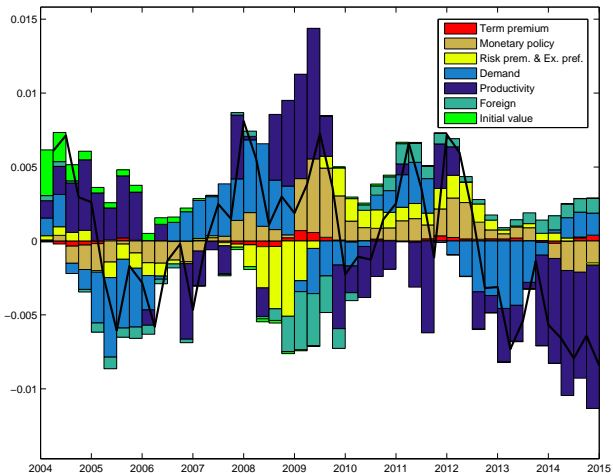 0.015
0.01
0.005
0
−0.005
−0.01
Term premium
Monetary policy
Risk prem. & Ex. pref.
Demand
Productivity
Foreign
Initial value
2004 2005 2006 2007 2008 2009 2010 2011 2012 2013 2014 2015